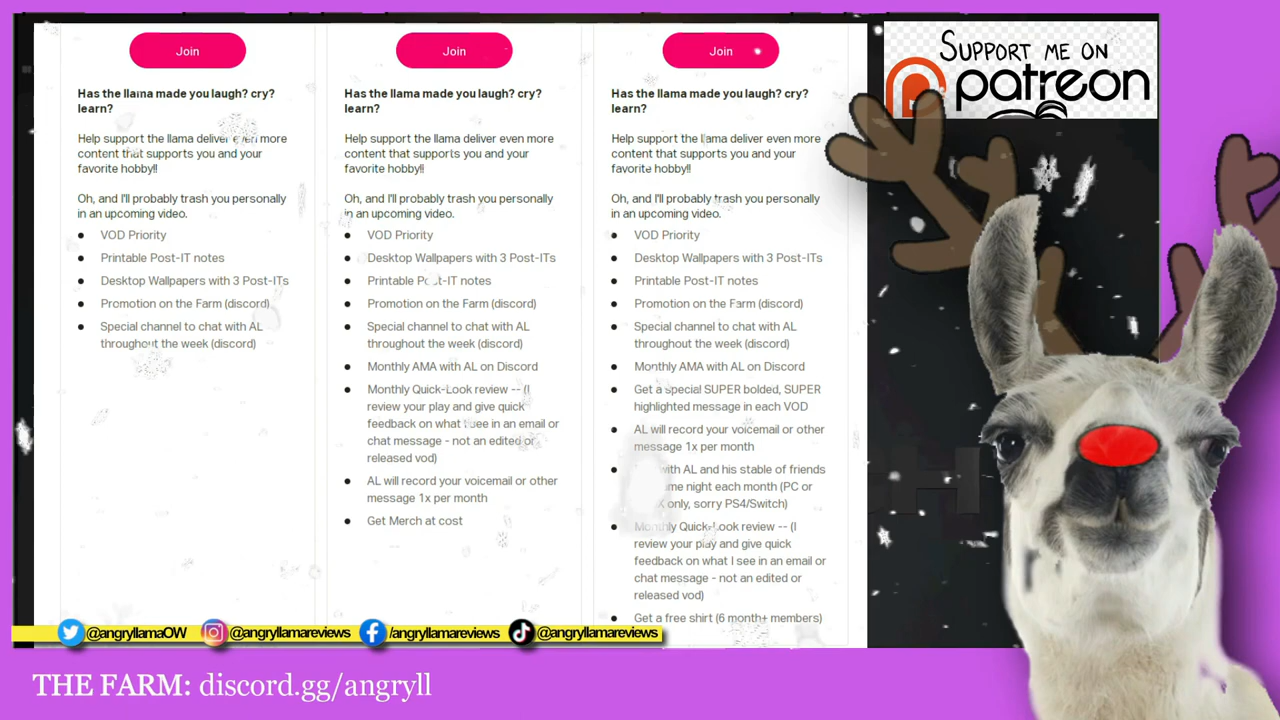 Join
Has the llama made you laugh? cry?
learn?
Help support the llama deliver even more
content that supports you and your
favorite hobby!!
Oh, and I'll probably trash you personally
in an upcoming video.
VOD Priority
Printable Post-IT notes
Desktop Wallpapers with 3 Post-ITs
Promotion on the Farm (discord)
Special channel to chat with AL
throughout the week (discord)
Join
Has the llama made you laugh? cry?
learn?
Help support the llama deliver even more
content that supports you and your
favorite hobby!!
Oh, and I'll probably trash you personally
in an upcoming video.
VOD Priority
Desktop Wallpapers with 3 Post-ITs
Printable Post-IT notes
Promotion on the Farm (discord)
Special channel to chat with AL
throughout the week (discord)
Monthly AMA with AL on Discord
Monthly Quick-Look review -- (I
review your play and give quick
feedback on what I see in an email or
chat message - not an edited or
released vod)
AL will record your voicemail or other
message 1x per month
Get Merch at cost
Join
Has the llama made you laugh? cry?
learn?
Help support the llama deliver even more
content that supports you and your
favorite hobby!!
Oh, and I'll probably trash you personally
in an upcoming video.
VOD Priority
Desktop Wallpapers with 3 Post-ITs
Printable Post-IT notes
Promotion on the Farm (discord)
Special channel to chat with AL
throughout the week (discord)
Monthly AMA with AL on Discord
Get a special SUPER bolded, SUPER
highlighted message in each VOD
AL will record your voicemail or other
message 1x per month
with AL and his stable of friends
night each month (PC or
only, sorry PS4/Switch)
Monthly Quick-Look review -- (I
review your play and give quick
feedback on what I see in an email or
chat message - not an edited or
released vod)
Get a free shirt (6 month+ members)
SUPPORT ME ON
patreon
@angryllamaOW @angryllamareviews /angryllamareviews @angryllamareviews
THE FARM: discord.gg/angryll